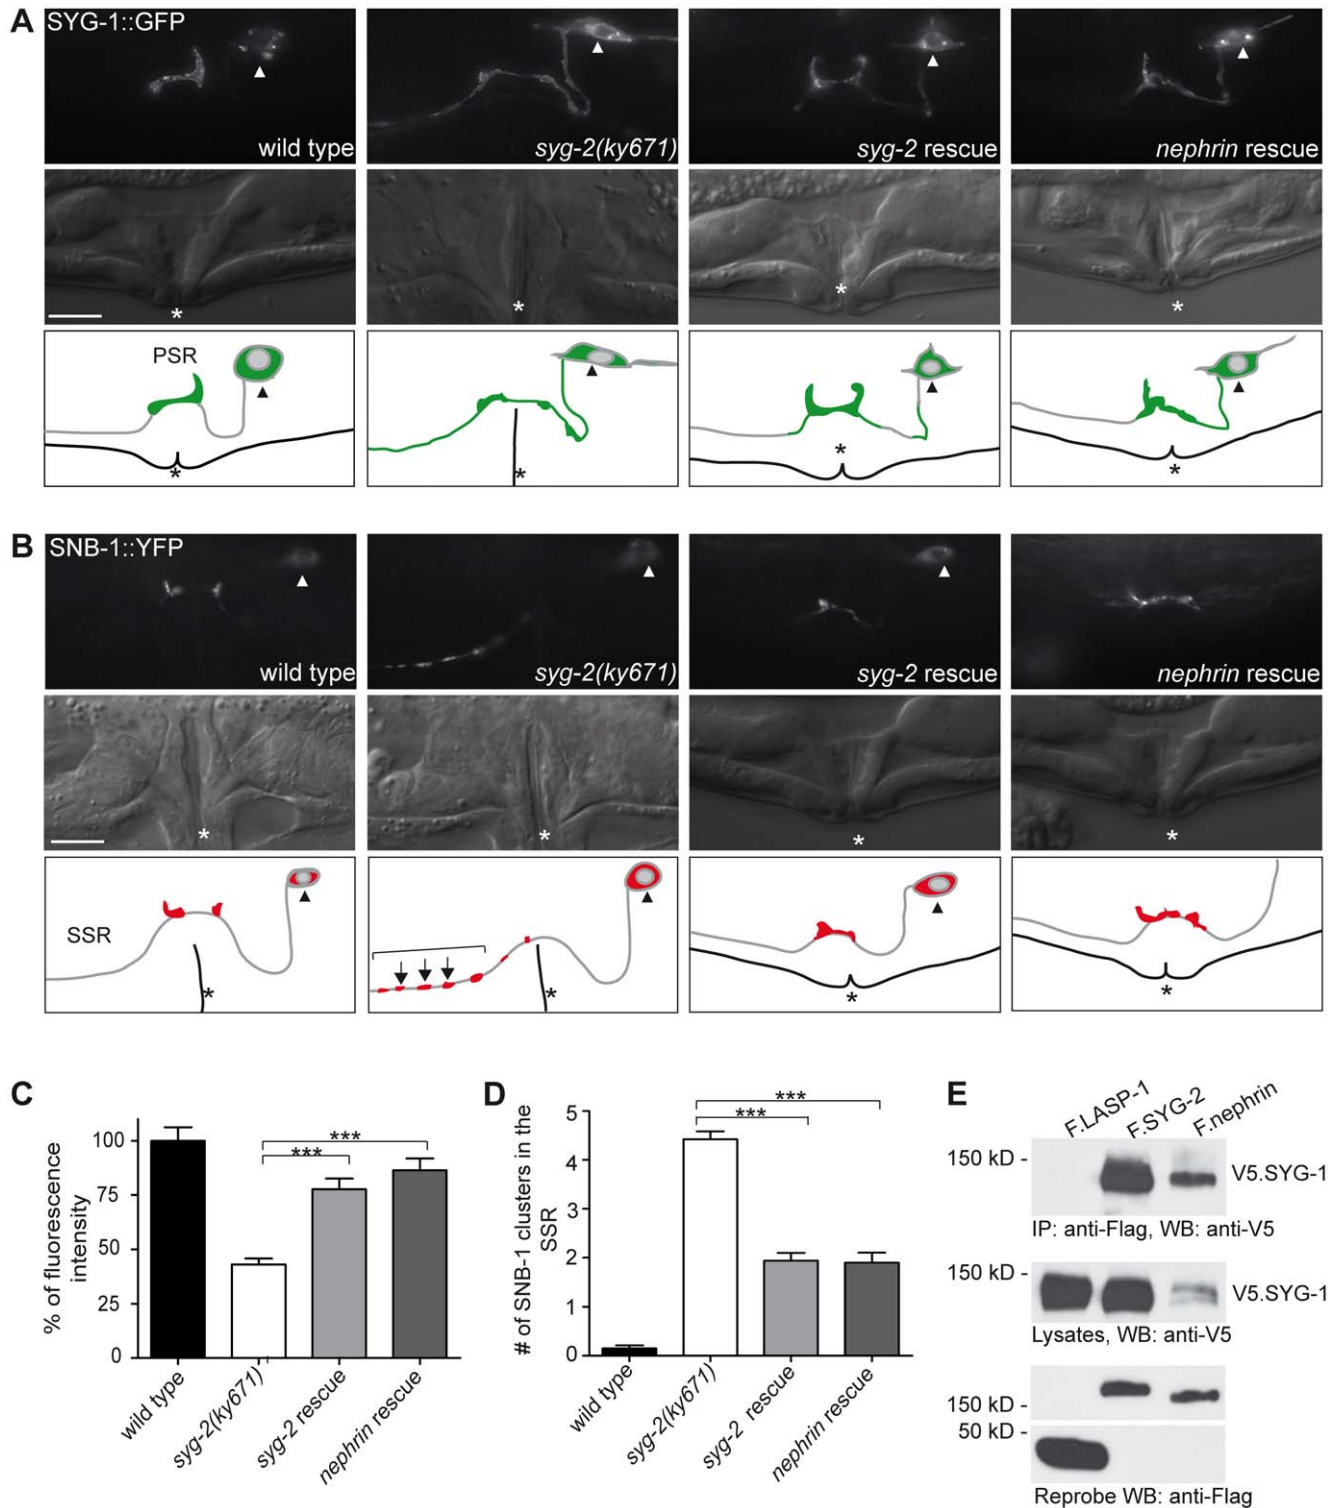 A
SYG-1::GFP
wild type
syg-2(ky671)
syg-2 rescue
nephrin rescue
*
*
*
*
PSR
*
*
*
*
B
SNB-1::YFP
wild type
syg-2(ky671)
syg-2 rescue
nephrin rescue
*
*
*
*
SSR
*
*
*
*
C
% of fluorescence
intensity
100
75
50
25
0
***
***
wild type
syg-2(ky671)
syg-2 rescue
nephrin rescue
D
# of SNB-1 clusters in the
SSR
5
4
3
2
1
0
***
***
wild type
syg-2(ky671)
syg-2 rescue
nephrin rescue
E
F.LASP-1
F.SYG-2
F.nephrin
150 kD -
V5.SYG-1
IP: anti-Flag, WB: anti-V5
150 kD -
V5.SYG-1
Lysates, WB: anti-V5
150 kD -
50 kD -
Reprobe WB: anti-Flag